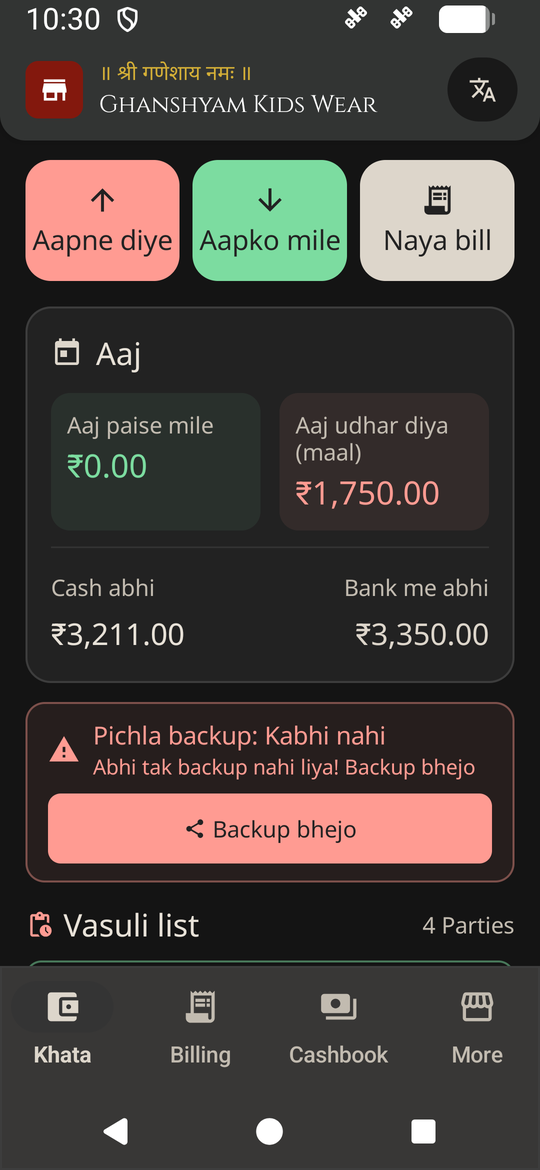 10:30
॥ श्री गणेशाय नमः ॥
Ghanshyam Kids Wear
Aapne diye
Aapko mile
Naya bill
Aaj
Aaj paise mile
₹0.00
Aaj udhar diya
(maal)
₹1,750.00
Cash abhi
₹3,211.00
Bank me abhi
₹3,350.00
Pichla backup: Kabhi nahi
Abhi tak backup nahi liya! Backup bhejo
Backup bhejo
Vasuli list
4 Parties
Khata
Billing
Cashbook
More